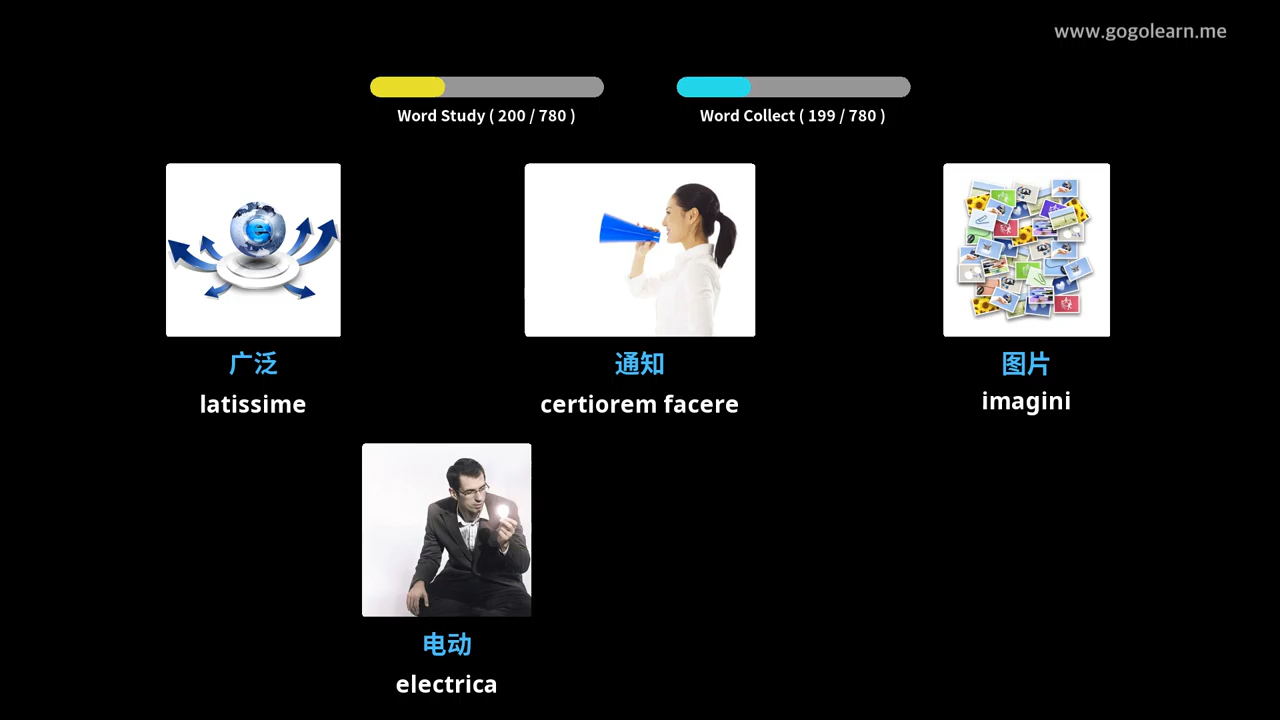 www.gogolearn.me
Word Study ( 200 / 780 )
Word Collect ( 199 / 780 )
广泛
latissime
通知
certiorem facere
图片
imagini
电动
electrica